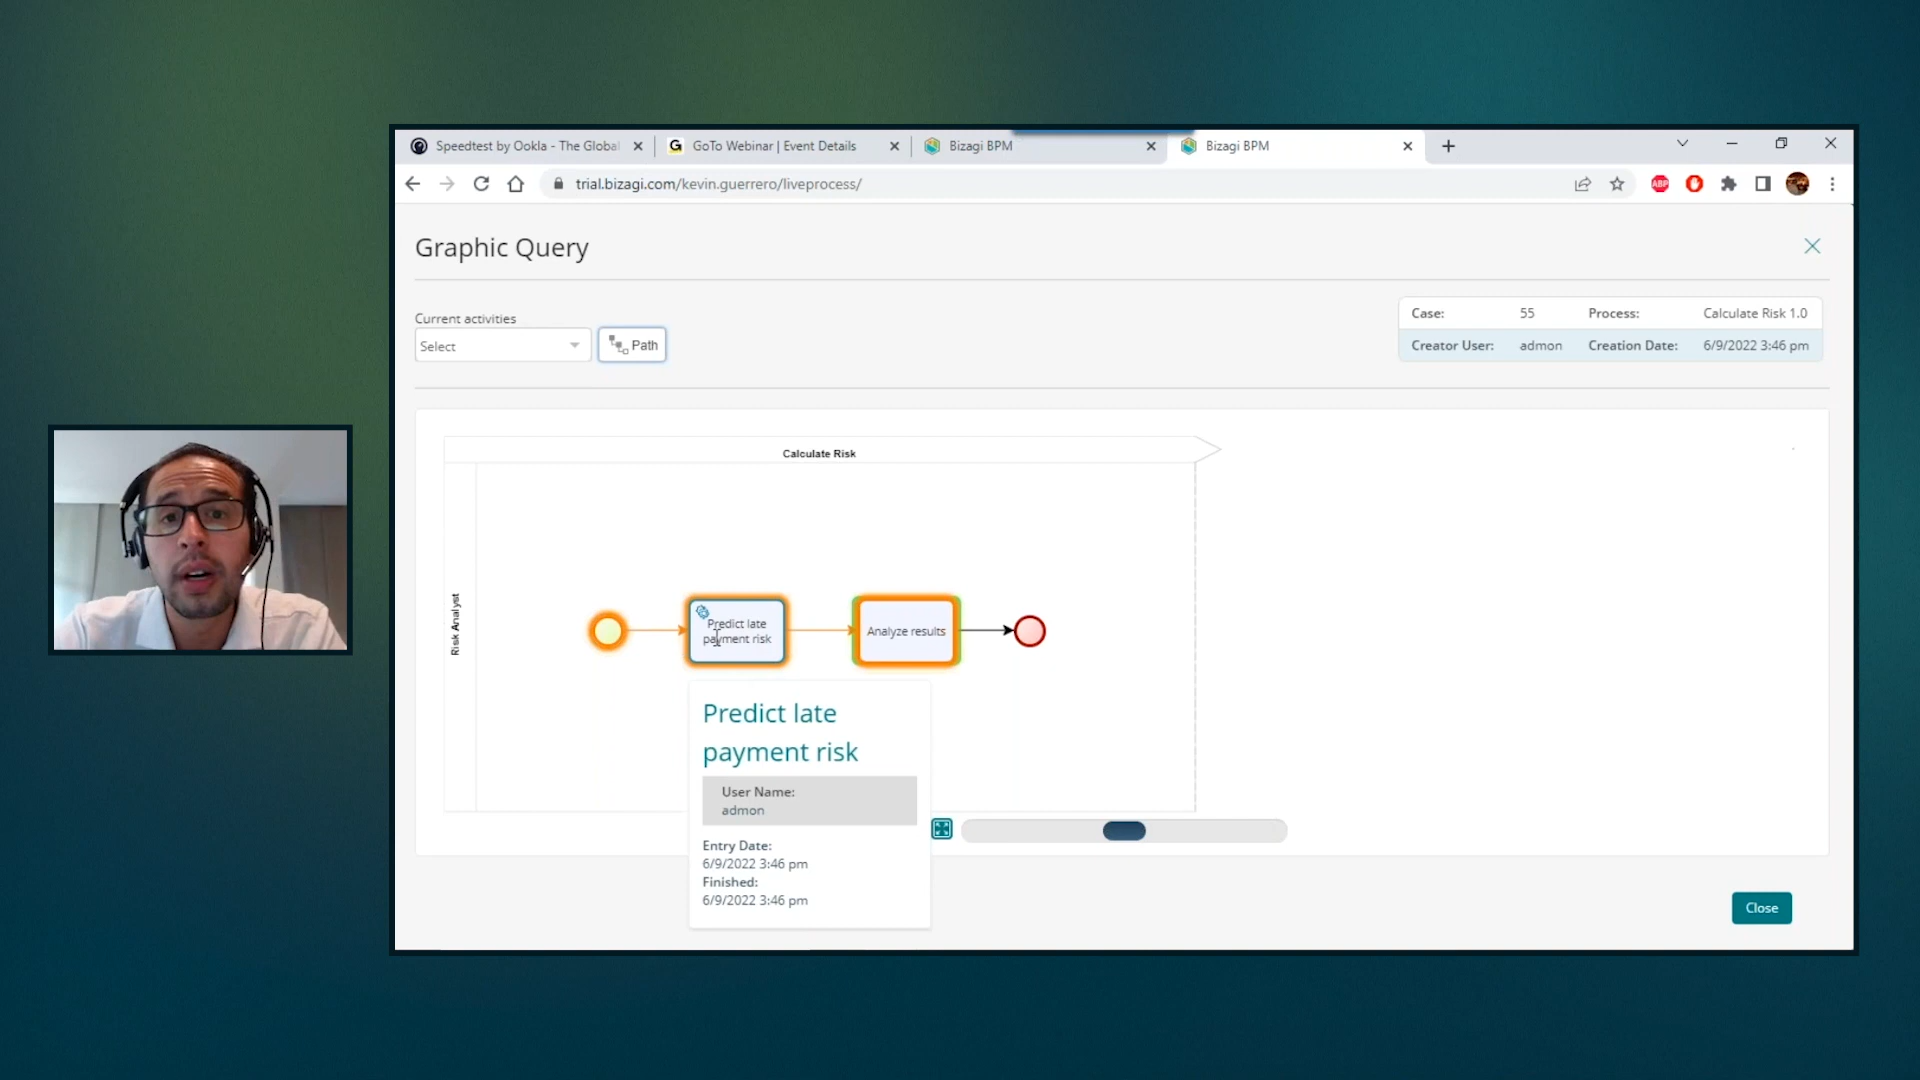 Speedtest by Ookla - The Global
G GoTo Webinar | Event Details
Bizagi BPM
Bizagi BPM
trial.bizagi.com/kevin.guerrero/liveprocess/
ABP
Graphic Query
Current activities
Select
Path
Case: 55 Process: Calculate Risk 1.0
Creator User: admon Creation Date: 6/9/2022 3:46 pm
Calculate Risk
Risk Analyst
Predict late
payment risk
Analyze results
Predict late
payment risk
User Name:
admon
Entry Date:
6/9/2022 3:46 pm
Finished:
6/9/2022 3:46 pm
Close